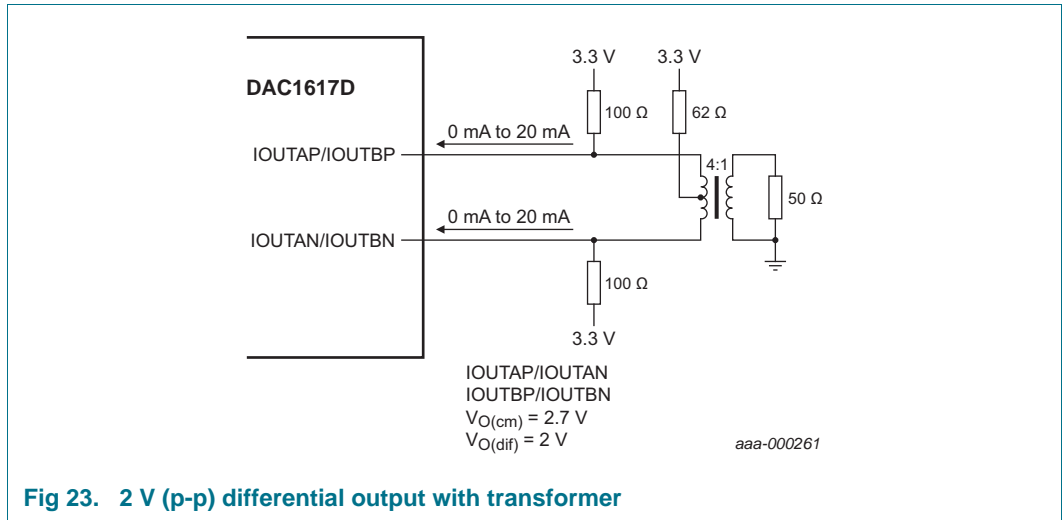 3.3 V
3.3 V
DAC1617D
100 Ω
62 Ω
0 mA to 20 mA
IOUTAP/IOUTBP
4:1
50 Ω
0 mA to 20 mA
IOUTAN/IOUTBN
100 Ω
3.3 V
IOUTAP/IOUTAN
IOUTBP/IOUTBN
VO(cm) = 2.7 V
VO(dif) = 2 V
aaa-000261
Fig 23. 2 V (p-p) differential output with transformer